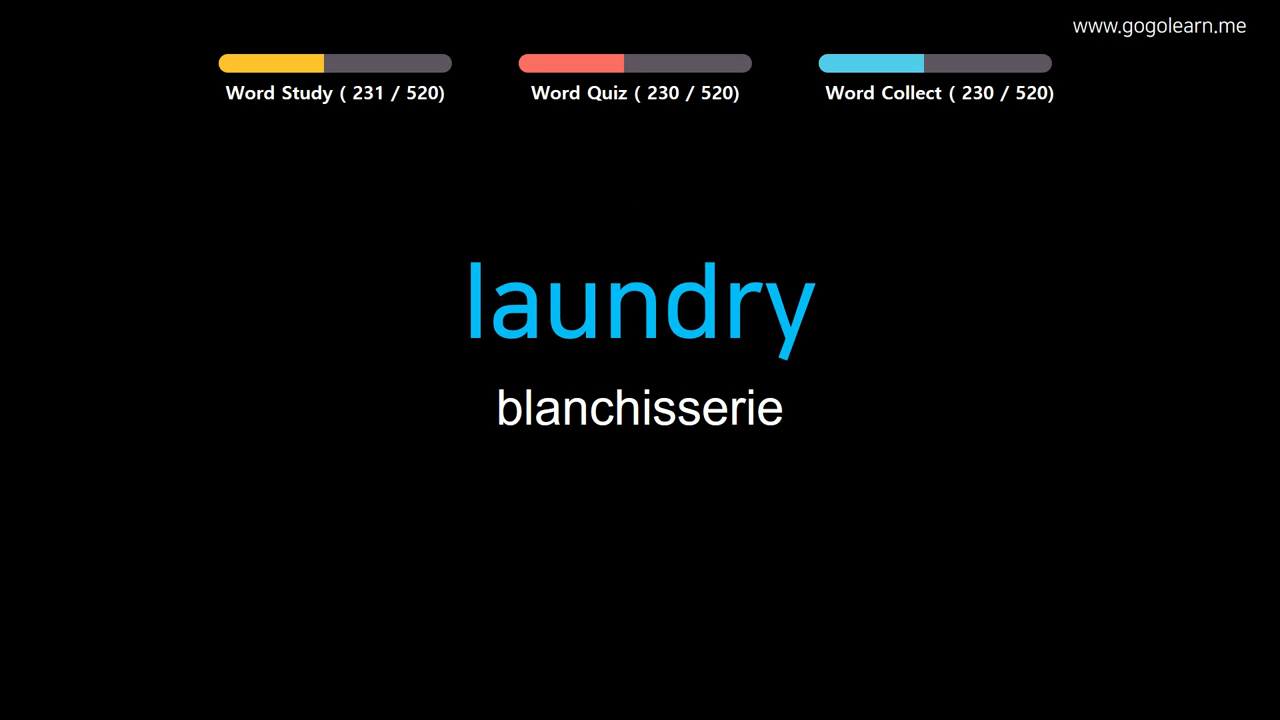 www.gogolearn.me
Word Study ( 231 / 520)
Word Quiz ( 230 / 520)
Word Collect ( 230 / 520)
laundry
blanchisserie